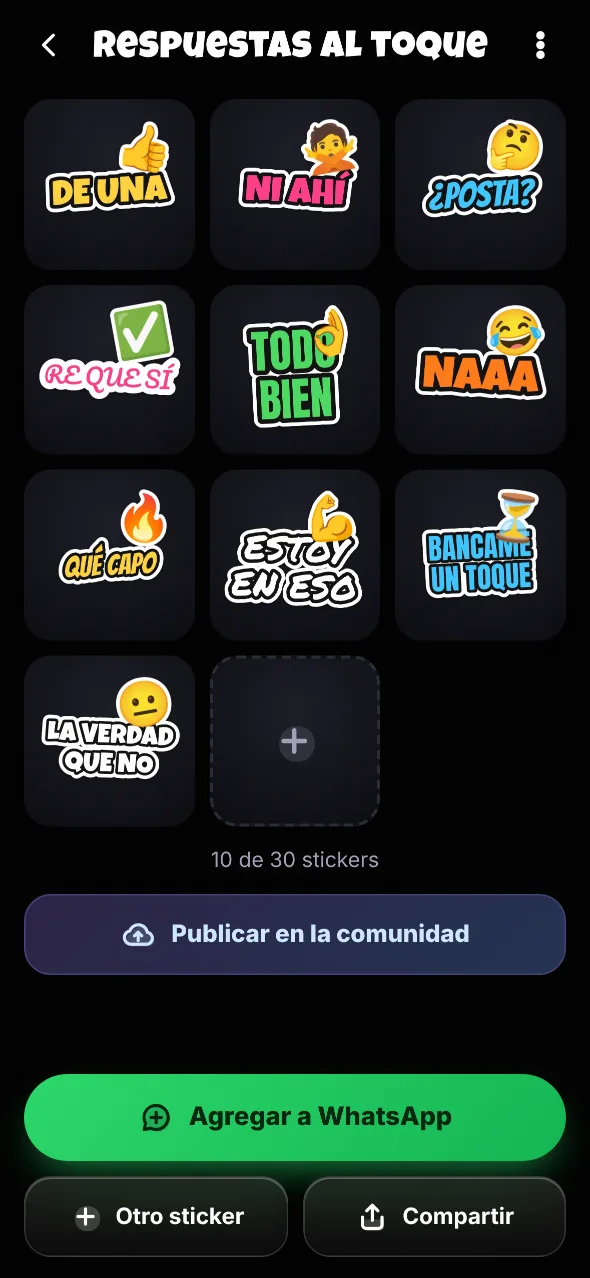 Respuestas al toque
DE UNA
NI AHÍ
¿POSTA?
RE QUE SÍ
TODO
BIEN
NAAA
QUÉ CAPO
ESTOY
EN ESO
BANCAME
UN TOQUE
LA VERDAD
QUE NO
10 de 30 stickers
Publicar en la comunidad
Agregar a WhatsApp
Otro sticker
Compartir